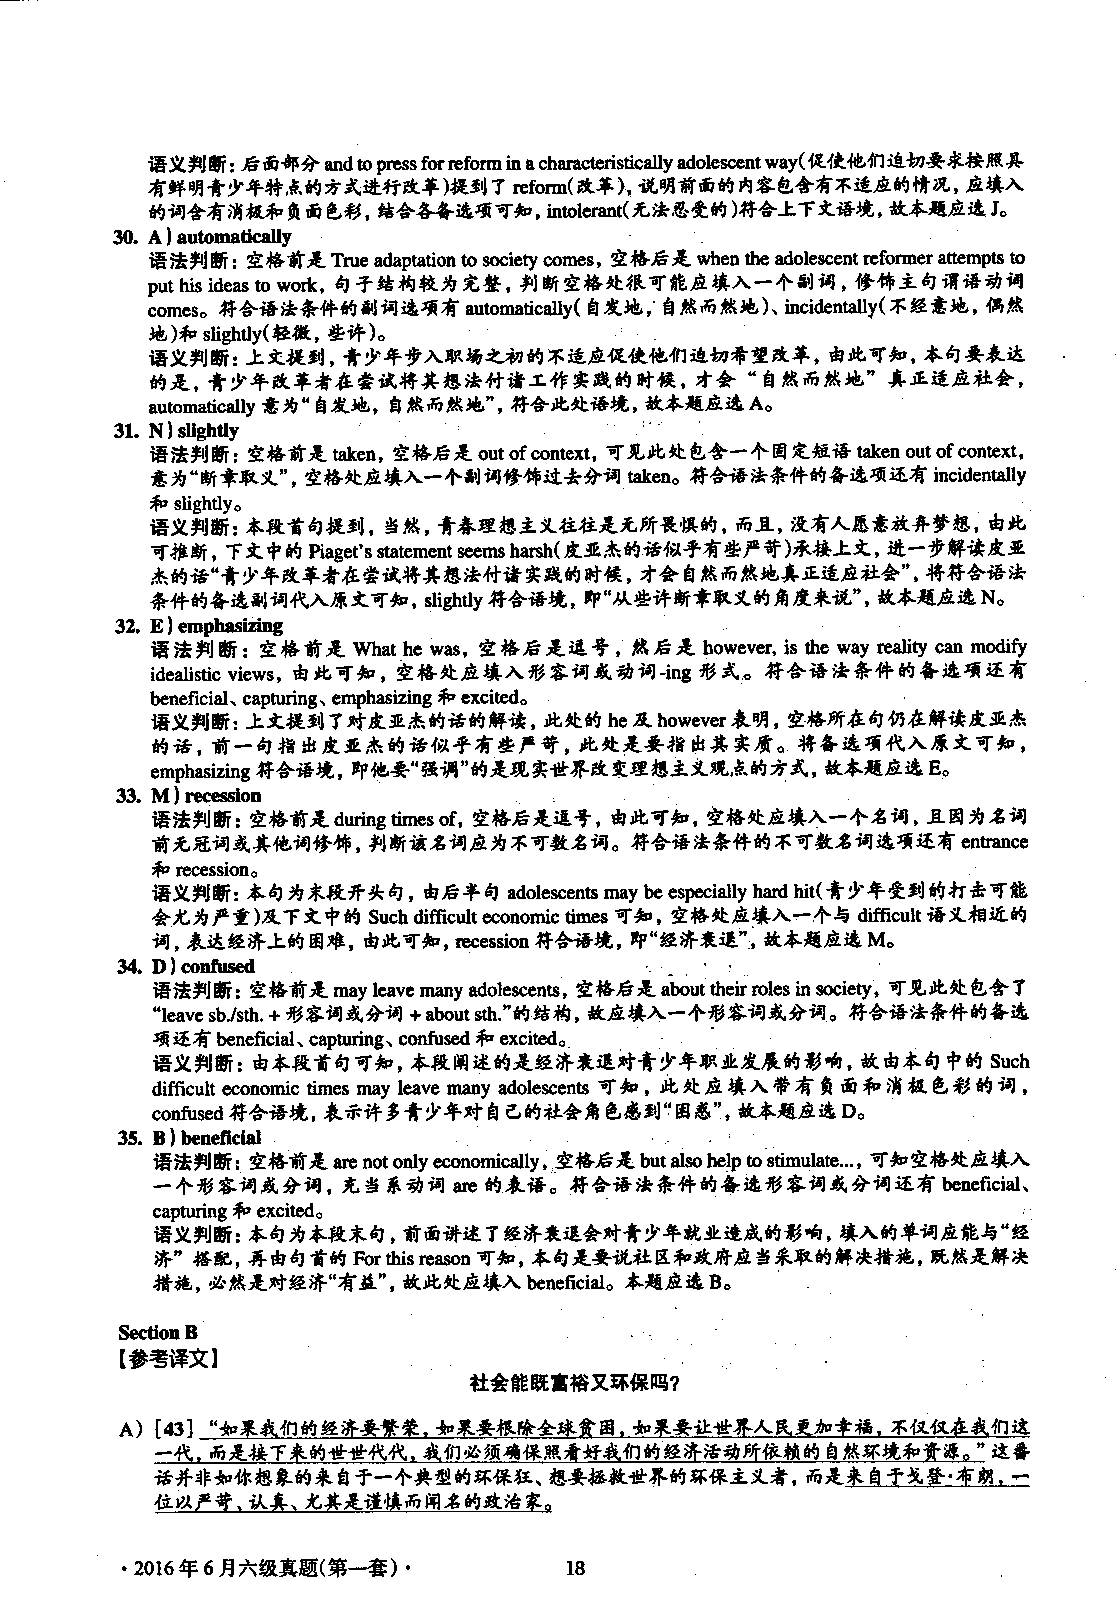 语义判断：后面部分 and to press for reform in a characteristically adolescent way(促使他们迫切要求按照具
有鲜明青少年特点的方式进行改革)提到了 reform(改革)，说明前面的内容包含有不适应的情况，应填入
的词含有消极和负面色彩，结合各备选项可知，intolerant(无法忍受的)符合上下文语境，故本题应选 J。
30. A) automatically
语法判断：空格前是 True adaptation to society comes，空格后是 when the adolescent reformer attempts to
put his ideas to work，句子结构较为完整，判断空格处很可能应填入一个副词，修饰主句谓语动词
comes。符合语法条件的副词选项有 automatically(自发地，自然而然地)、incidentally(不经意地，偶然
地)和 slightly(轻微，些许)。
语义判断：上文提到，青少年步入职场之初的不适应促使他们迫切希望改革，由此可知，本句要表达
的是，青少年改革者在尝试将其想法付诸工作实践的时候，才会“自然而然地”真正适应社会，
automatically 意为“自发地，自然而然地”，符合此处语境，故本题应选 A。
31. N) slightly
语法判断：空格前是 taken，空格后是 out of context，可见此处包含一个固定短语 taken out of context，
意为“断章取义”，空格处应填入一个副词修饰过去分词 taken。符合语法条件的备选项还有 incidentally
和 slightly。
语义判断：本段首句提到，当然，青春理想主义往往是无所畏惧的，而且，没有人愿意放弃梦想，由此
可推断，下文中的 Piaget's statement seems harsh(皮亚杰的话似乎有些严苛)承接上文，进一步解读皮亚
杰的话“青少年改革者在尝试将其想法付诸实践的时候，才会自然而然地真正适应社会”，将符合语法
条件的备选副词代入原文可知，slightly 符合语境，即“从些许断章取义的角度来说”，故本题应选 N。
32. E) emphasizing
语法判断：空格前是 What he was，空格后是逗号，然后是 however, is the way reality can modify
idealistic views，由此可知，空格处应填入形容词或动词-ing 形式。符合语法条件的备选项还有
beneficial、capturing、emphasizing 和 excited。
语义判断：上文提到了对皮亚杰的话的解读，此处的 he 及 however 表明，空格所在句仍在解读皮亚杰
的话，前一句指出皮亚杰的话似乎有些严苛，此处是要指出其实质。将备选项代入原文可知，
emphasizing 符合语境，即他要“强调”的是现实世界改变理想主义观点的方式，故本题应选 E。
33. M) recession
语法判断：空格前是 during times of，空格后是逗号，由此可知，空格处应填入一个名词，且因为名词
前无冠词或其他词修饰，判断该名词应为不可数名词。符合语法条件的不可数名词选项还有 entrance
和 recession。
语义判断：本句为末段开头句，由后半句 adolescents may be especially hard hit(青少年受到的打击可能
会尤为严重)及下文中的 Such difficult economic times 可知，空格处应填入一个与 difficult 语义相近的
词，表达经济上的困难，由此可知，recession 符合语境，即“经济衰退”，故本题应选 M。
34. D) confused
语法判断：空格前是 may leave many adolescents，空格后是 about their roles in society，可见此处包含了
“leave sb./sth. + 形容词或分词 + about sth.”的结构，故应填入一个形容词或分词。符合语法条件的备选
项还有 beneficial、capturing、confused 和 excited。
语义判断：由本段首句可知，本段阐述的是经济衰退对青少年职业发展的影响，故由本句中的 Such
difficult economic times may leave many adolescents 可知，此处应填入带有负面和消极色彩的词，
confused 符合语境，表示许多青少年对自己的社会角色感到“困惑”，故本题应选 D。
35. B) beneficial
语法判断：空格前是 are not only economically，空格后是 but also help to stimulate...，可知空格处应填入
一个形容词或分词，充当系动词 are 的表语。符合语法条件的备选形容词或分词还有 beneficial、
capturing 和 excited。
语义判断：本句为本段末句，前面讲述了经济衰退会对青少年就业造成的影响，填入的单词应能与“经
济”搭配，再由句首的 For this reason 可知，本句是要说社区和政府应当采取的解决措施，既然是解决
措施，必然是对经济“有益”，故此处应填入 beneficial。本题应选 B。
Section B
【参考译文】
社会能既富裕又环保吗？
A) [43] “如果我们的经济要繁荣，如果要根除全球贫困，如果要让世界人民更加幸福，不仅仅在我们这
一代，而是接下来的世世代代，我们必须确保照看好我们的经济活动所依赖的自然环境和资源。”这番
话并非如你想象的来自于一个典型的环保狂、想要拯救世界的环保主义者，而是来自于戈登·布朗，一
位以严苛、认真、尤其是谨慎而闻名的政治家。
·2016 年 6 月六级真题(第一套)· 18